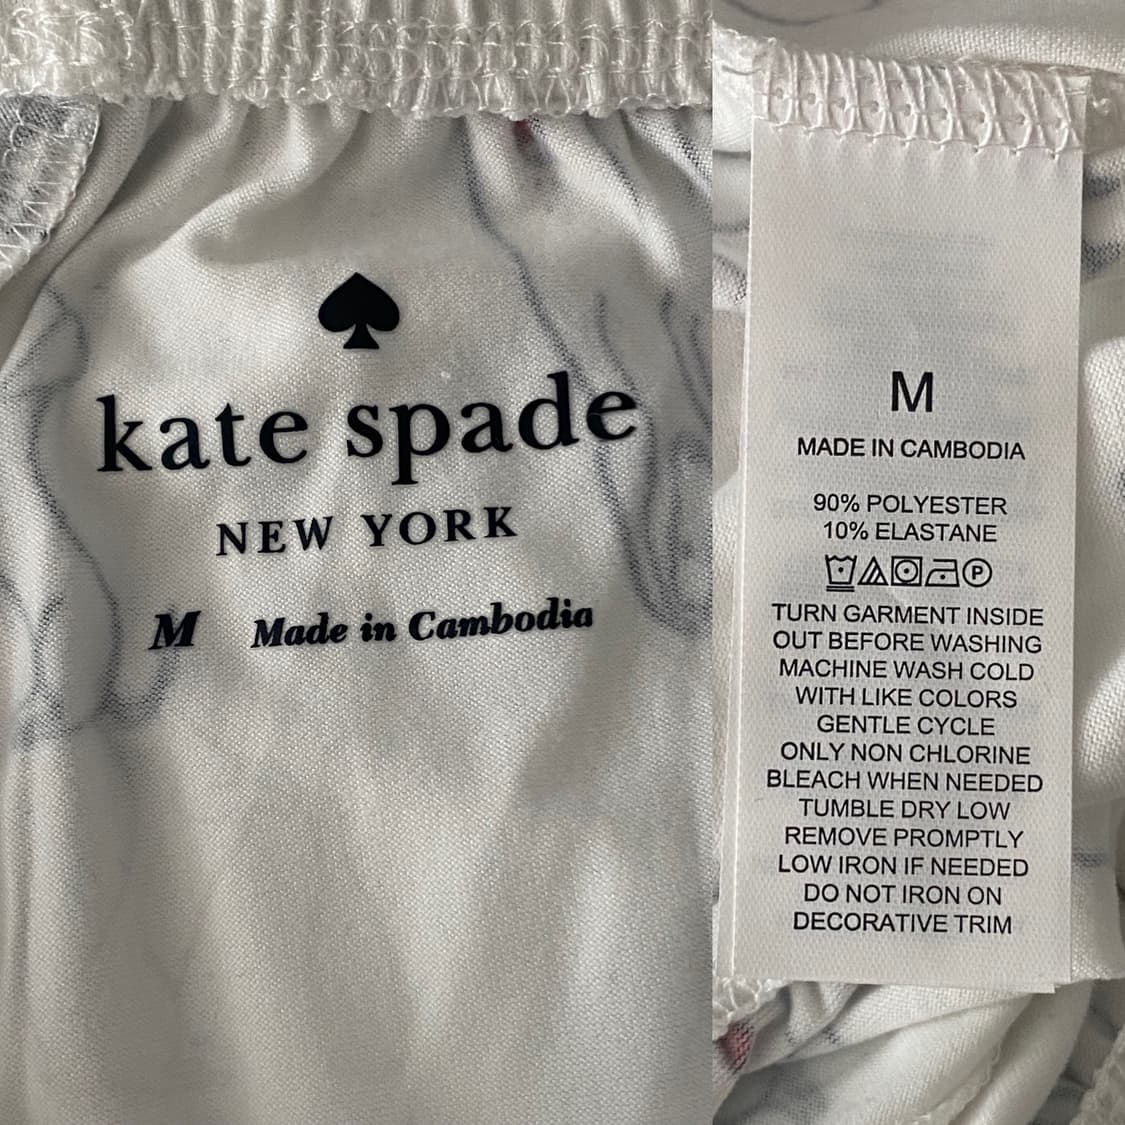 kate spade
NEW YORK
M Made in Cambodia
M
MADE IN CAMBODIA
90% POLYESTER
10% ELASTANE
P
TURN GARMENT INSIDE
OUT BEFORE WASHING
MACHINE WASH COLD
WITH LIKE COLORS
GENTLE CYCLE
ONLY NON CHLORINE
BLEACH WHEN NEEDED
TUMBLE DRY LOW
REMOVE PROMPTLY
LOW IRON IF NEEDED
DO NOT IRON ON
DECORATIVE TRIM